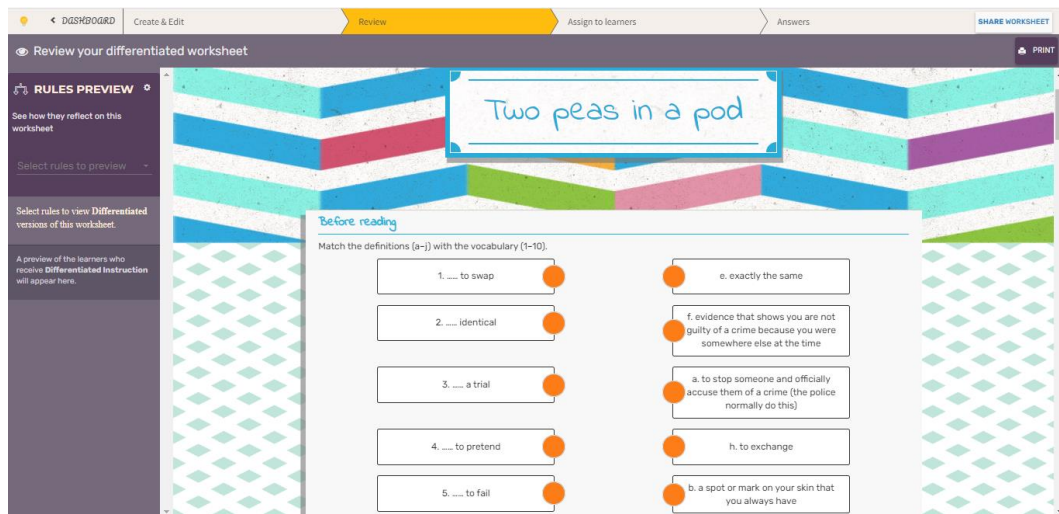 < DASHBOARD
Create & Edit
Review
Assign to learners
Answers
SHARE WORKSHEET
Review your differentiated worksheet
PRINT
RULES PREVIEW
See how they reflect on this
worksheet
Select rules to preview
Select rules to view Differentiated
versions of this worksheet.
A preview of the learners who
receive Differentiated Instruction
will appear here.
Two peas in a pod
Before reading
Match the definitions (a–j) with the vocabulary (1–10).
1. …… to swap
e. exactly the same
2. …… identical
f. evidence that shows you are not
guilty of a crime because you were
somewhere else at the time
3. …… a trial
a. to stop someone and officially
accuse them of a crime (the police
normally do this)
4. …… to pretend
h. to exchange
5. …… to fail
b. a spot or mark on your skin that
you always have